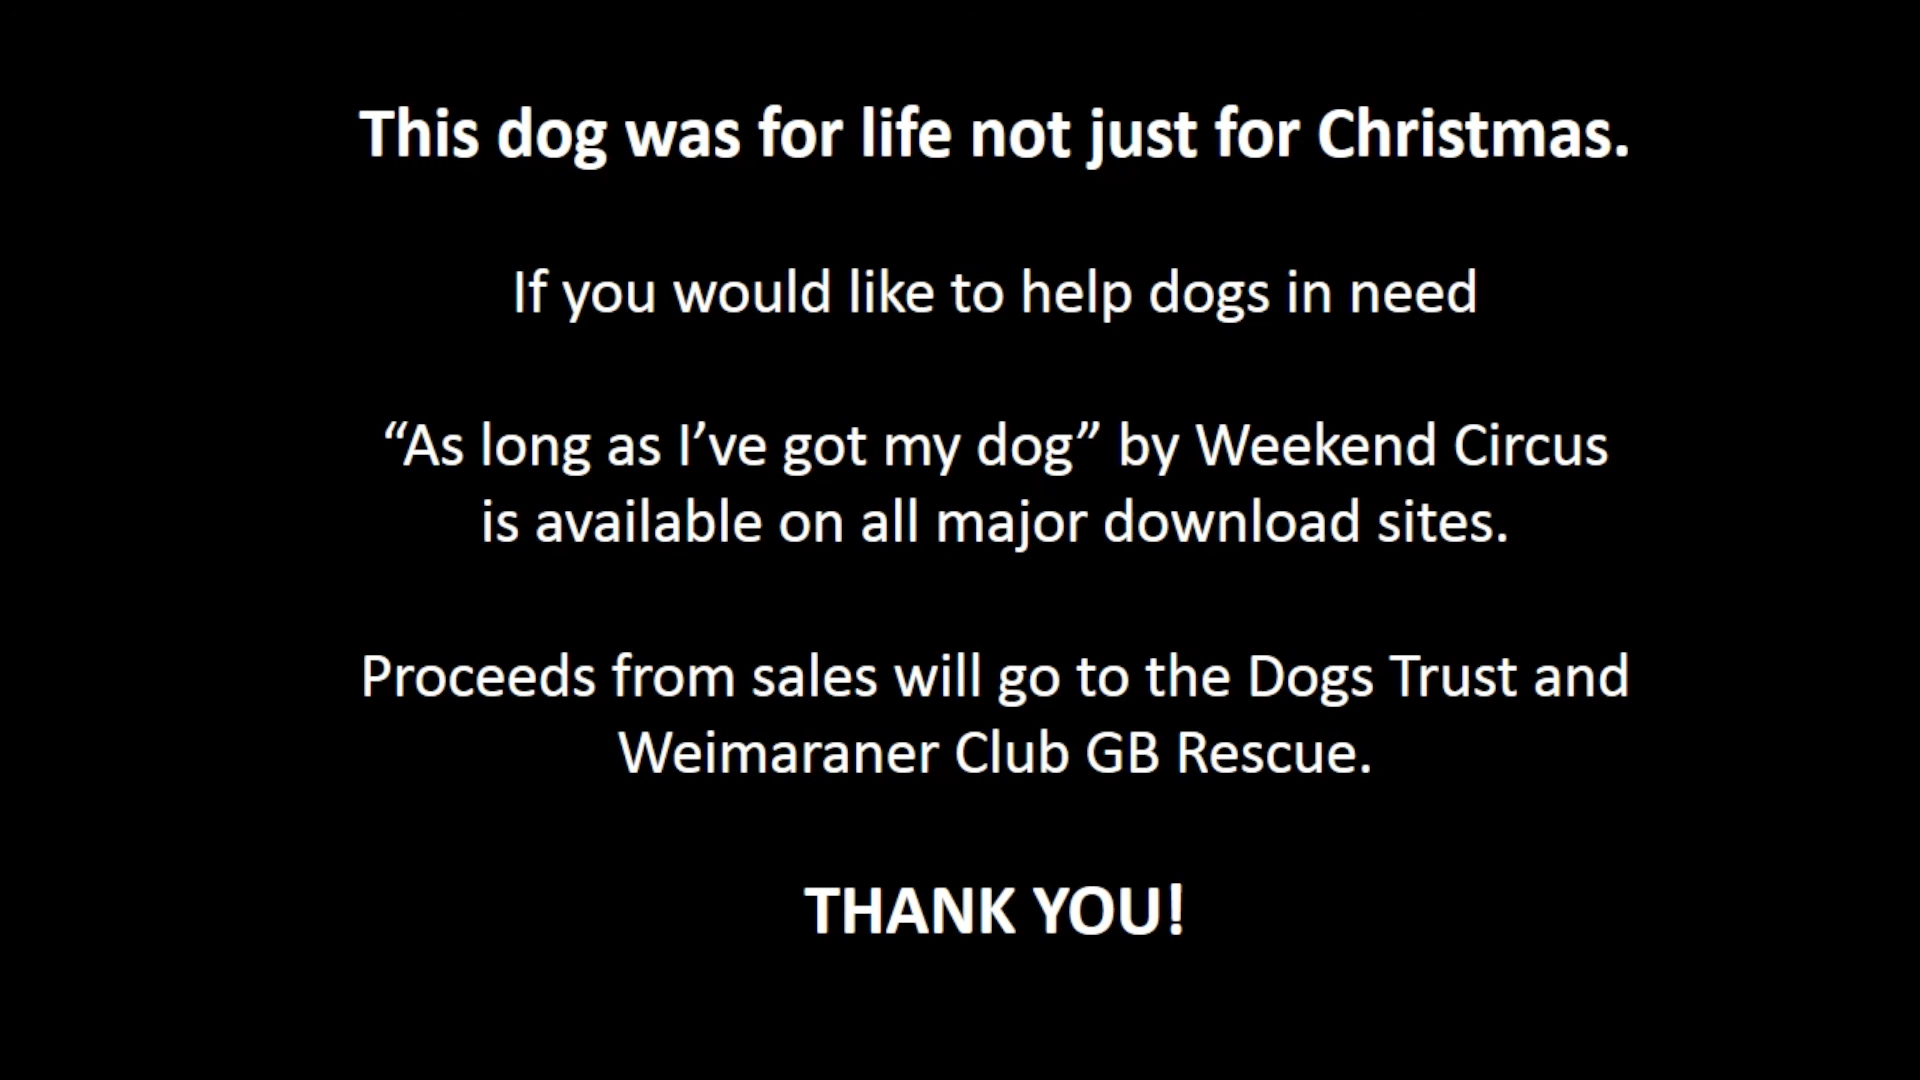 This dog was for life not just for Christmas.
If you would like to help dogs in need
“As long as I’ve got my dog” by Weekend Circus
is available on all major download sites.
Proceeds from sales will go to the Dogs Trust and
Weimaraner Club GB Rescue.
THANK YOU!